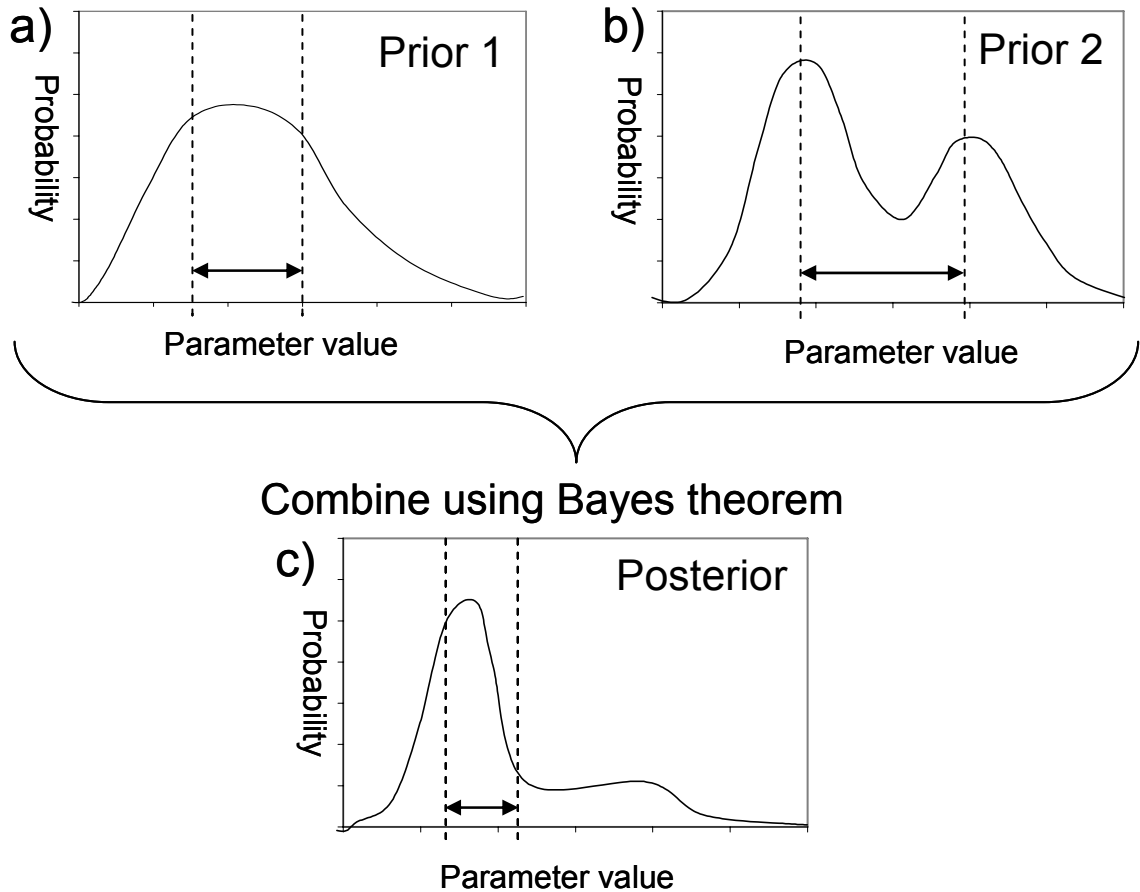 a)
Prior 1
Probability
Parameter value
b)
Prior 2
Probability
Parameter value
Combine using Bayes theorem
c)
Posterior
Probability
Parameter value